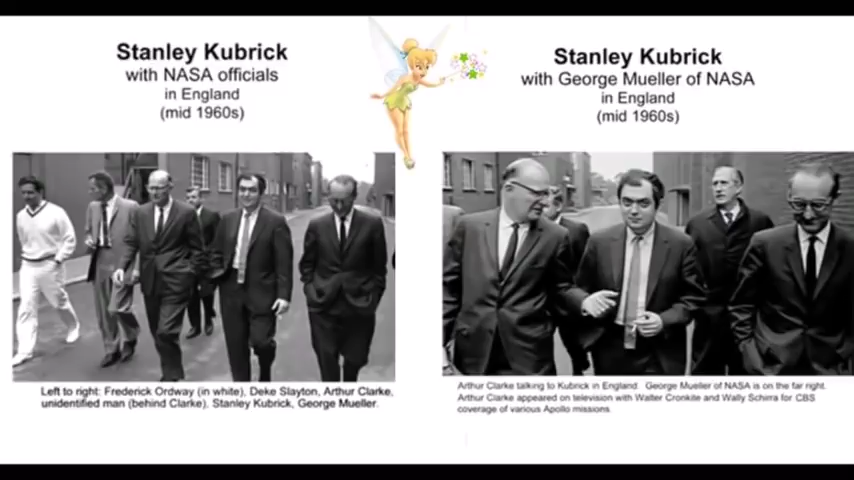 Stanley Kubrick
with NASA officials
in England
(mid 1960s)
Left to right: Frederick Ordway (in white), Deke Slayton, Arthur Clarke,
unidentified man (behind Clarke), Stanley Kubrick, George Mueller.
Stanley Kubrick
with George Mueller of NASA
in England
(mid 1960s)
Arthur Clarke talking to Kubrick in England. George Mueller of NASA is on the far right.
Arthur Clarke appeared on television with Walter Cronkite and Wally Schirra for CBS
coverage of various Apollo missions.